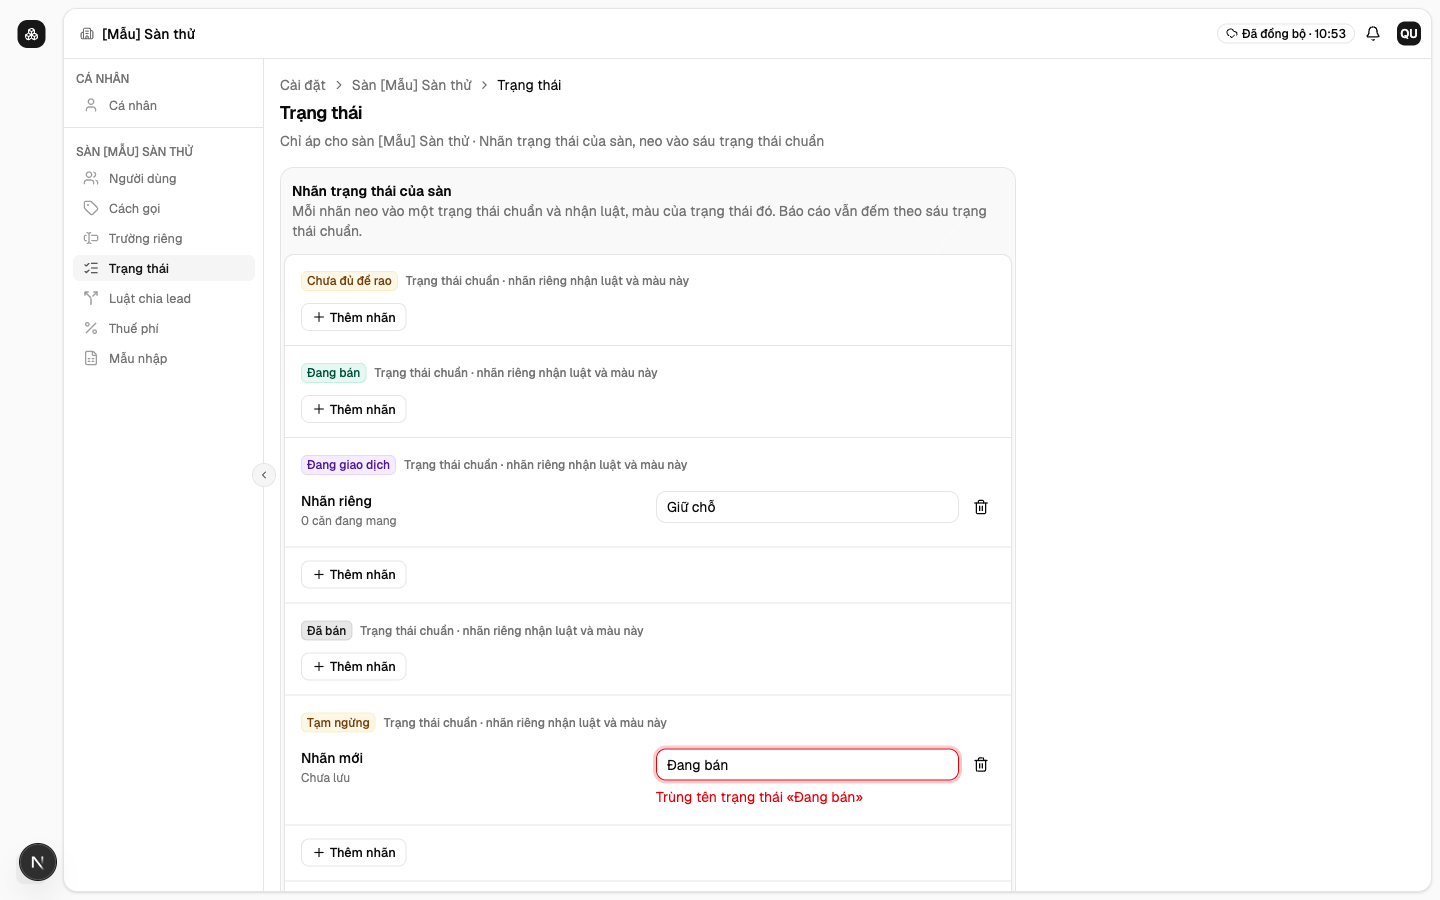 [Mẫu] Sàn thử
Đã đồng bộ · 10:53
QU
CÁ NHÂN
Cá nhân
SÀN [MẪU] SÀN THỬ
Người dùng
Cách gọi
Trường riêng
Trạng thái
Luật chia lead
Thuế phí
Mẫu nhập
Cài đặt > Sàn [Mẫu] Sàn thử > Trạng thái
Trạng thái
Chỉ áp cho sàn [Mẫu] Sàn thử · Nhãn trạng thái của sàn, neo vào sáu trạng thái chuẩn
Nhãn trạng thái của sàn
Mỗi nhãn neo vào một trạng thái chuẩn và nhận luật, màu của trạng thái đó. Báo cáo vẫn đếm theo sáu trạng
thái chuẩn.
Chưa đủ để rao Trạng thái chuẩn · nhãn riêng nhận luật và màu này
Thêm nhãn
Đang bán Trạng thái chuẩn · nhãn riêng nhận luật và màu này
Thêm nhãn
Đang giao dịch Trạng thái chuẩn · nhãn riêng nhận luật và màu này
Nhãn riêng
0 căn đang mang
Giữ chỗ
Thêm nhãn
Đã bán Trạng thái chuẩn · nhãn riêng nhận luật và màu này
Thêm nhãn
Tạm ngừng Trạng thái chuẩn · nhãn riêng nhận luật và màu này
Nhãn mới
Chưa lưu
Đang bán
Trùng tên trạng thái «Đang bán»
Thêm nhãn
N